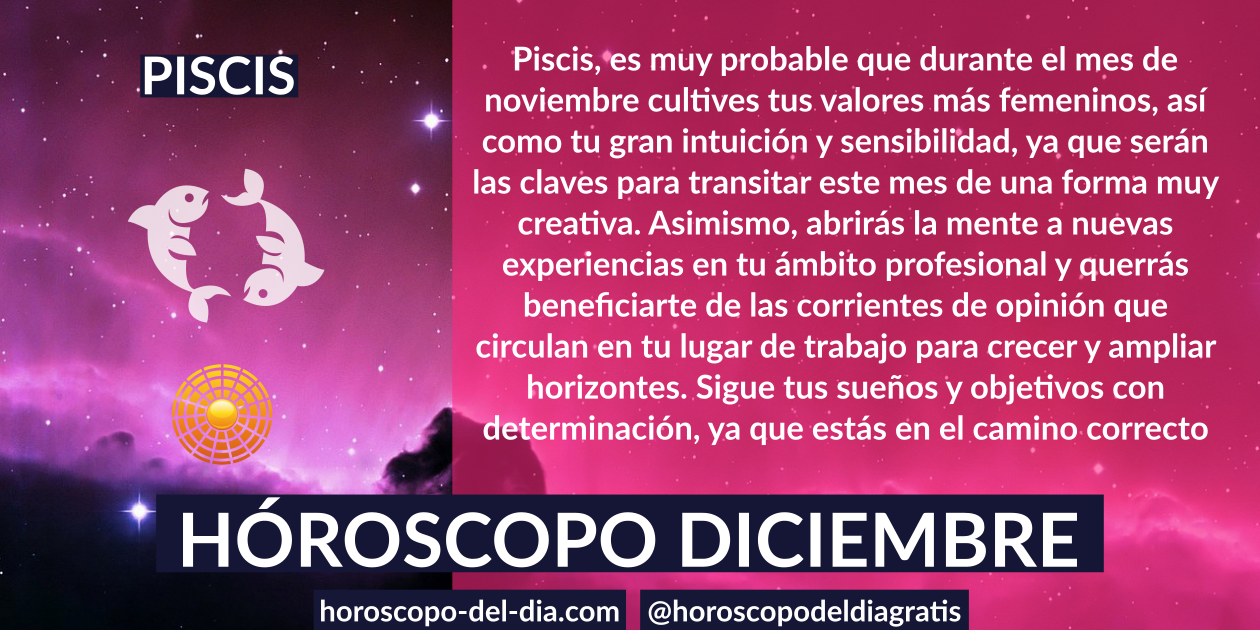 PISCIS
Piscis, es muy probable que durante el mes de
noviembre cultives tus valores más femeninos, así
como tu gran intuición y sensibilidad, ya que serán
las claves para transitar este mes de una forma muy
creativa. Asimismo, abrirás la mente a nuevas
experiencias en tu ámbito profesional y querrás
beneficiarte de las corrientes de opinión que
circulan en tu lugar de trabajo para crecer y ampliar
horizontes. Sigue tus sueños y objetivos con
determinación, ya que estás en el camino correcto
HÓROSCOPO DICIEMBRE
horoscopo-del-dia.com @horoscopodeldiagratis